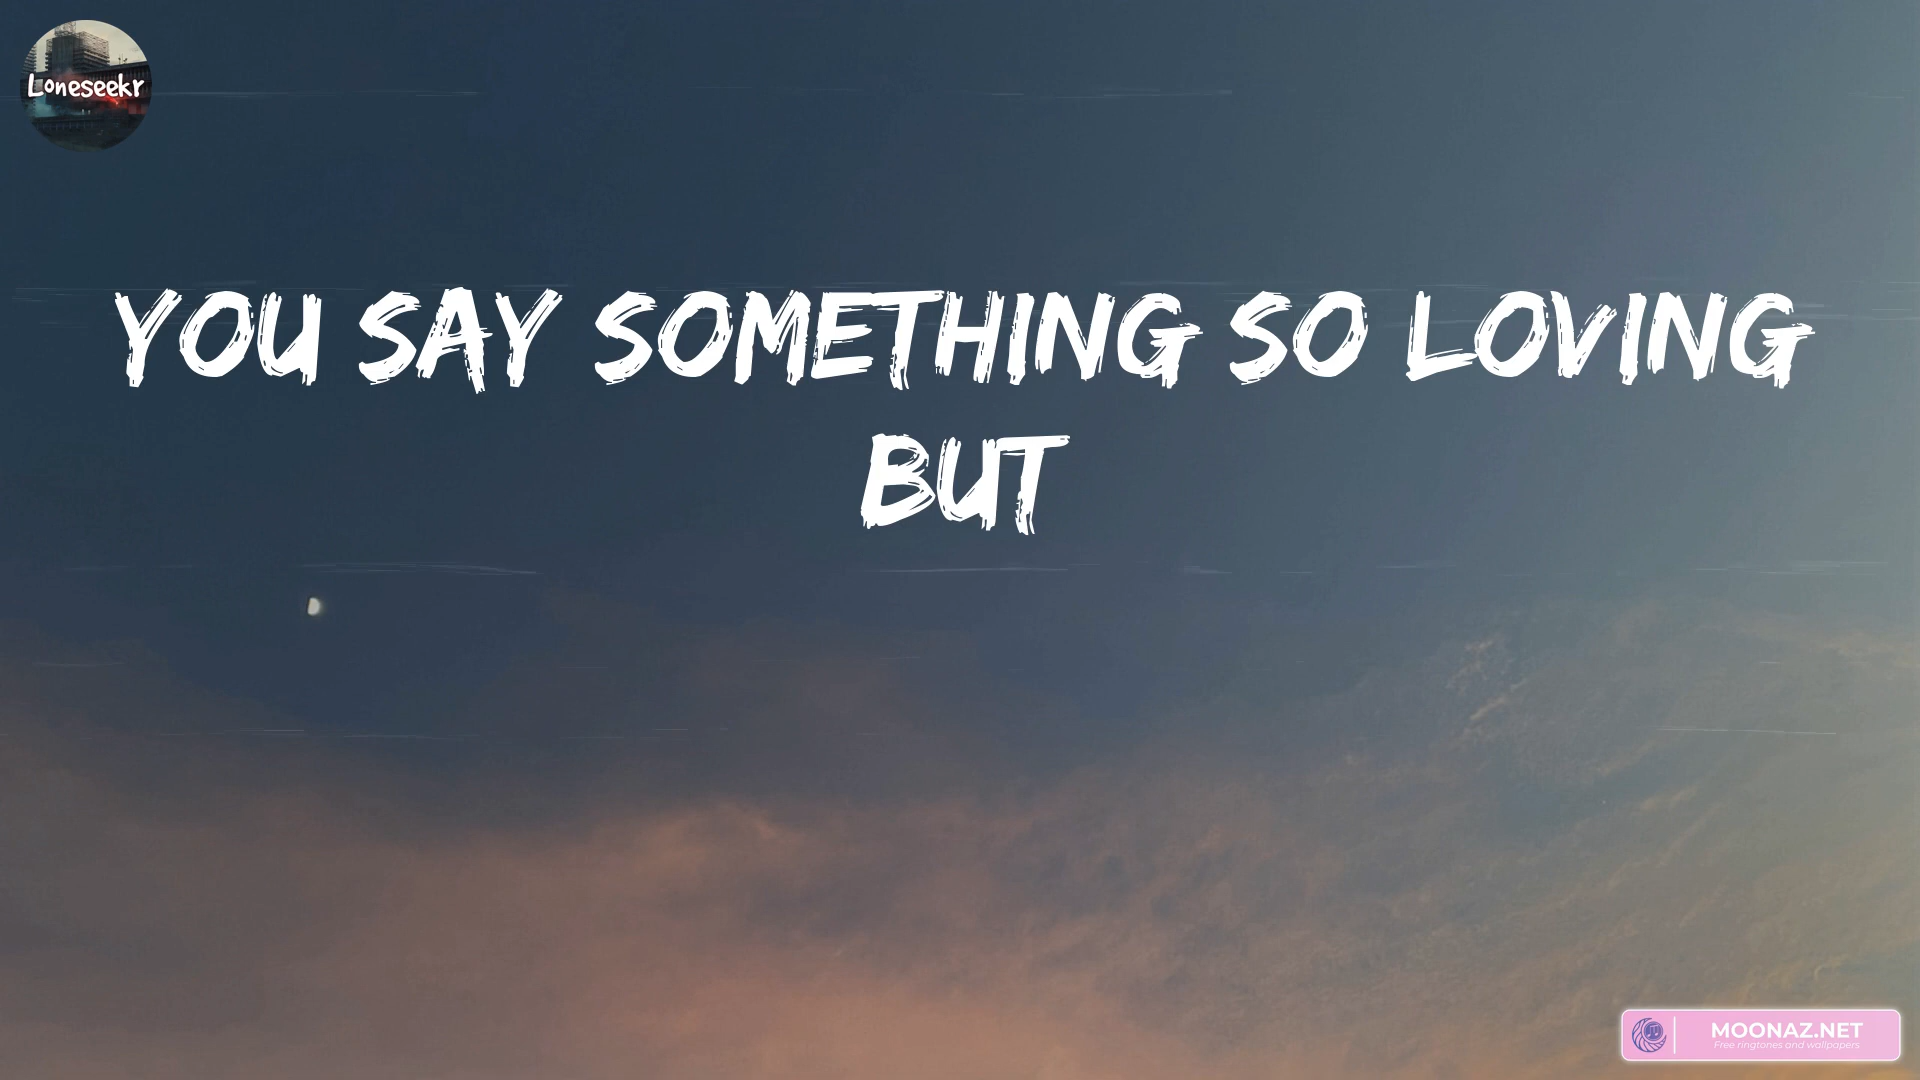 Loneseekr
YOU SAY SOMETHING SO LOVING
BUT
MOONAZ.NET
Free ringtones and wallpapers